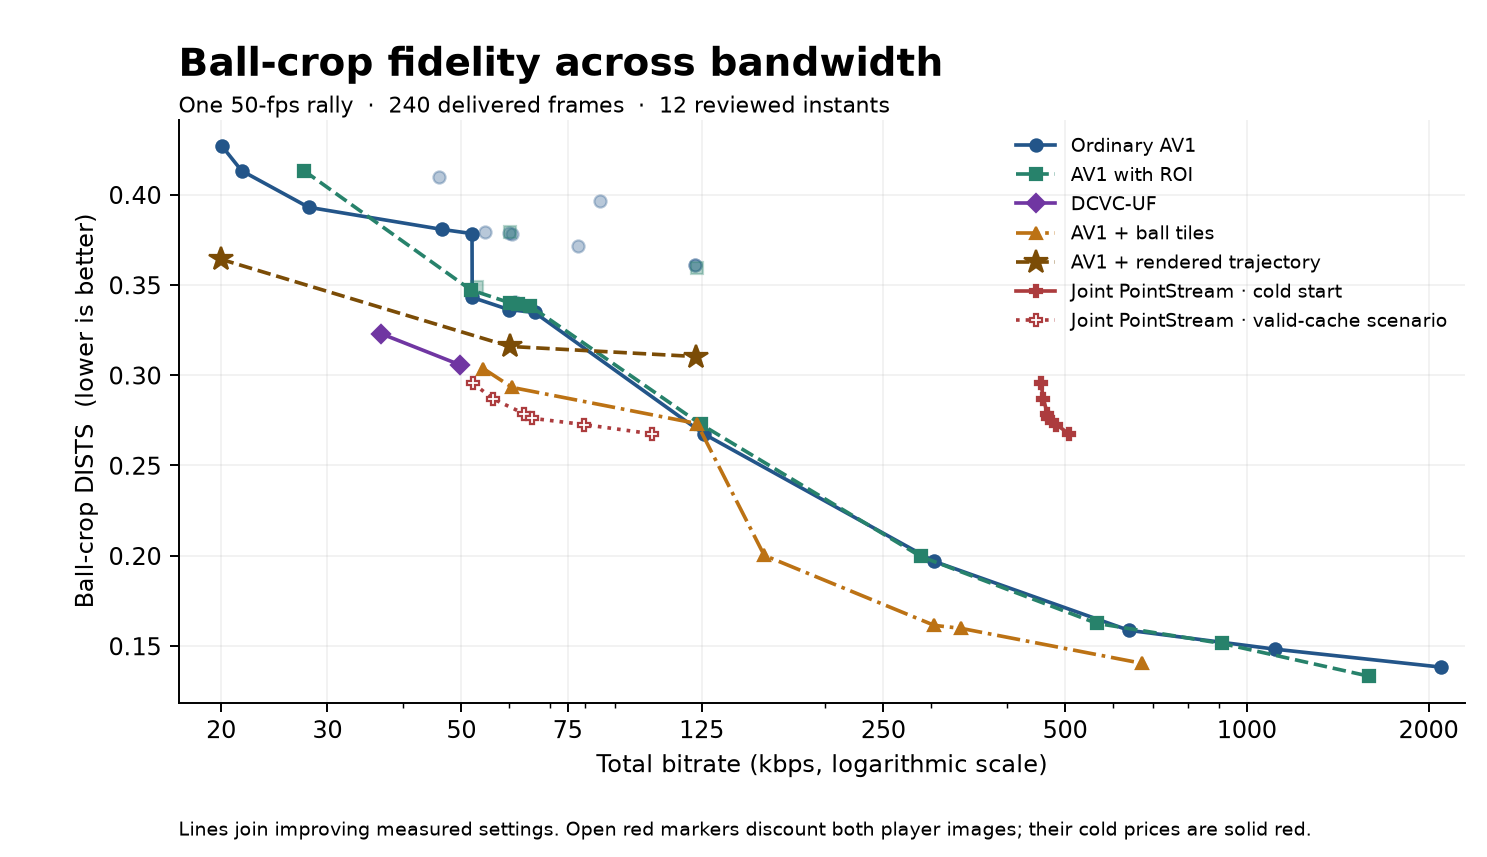 Ball-crop fidelity across bandwidth
One 50-fps rally · 240 delivered frames · 12 reviewed instants
Ordinary AV1
AV1 with ROI
DCVC-UF
AV1 + ball tiles
AV1 + rendered trajectory
Joint PointStream · cold start
Joint PointStream · valid-cache scenario
Ball-crop DISTS (lower is better)
0.40
0.35
0.30
0.25
0.20
0.15
20 30 50 75 125 250 500 1000 2000
Total bitrate (kbps, logarithmic scale)
Lines join improving measured settings. Open red markers discount both player images; their cold prices are solid red.